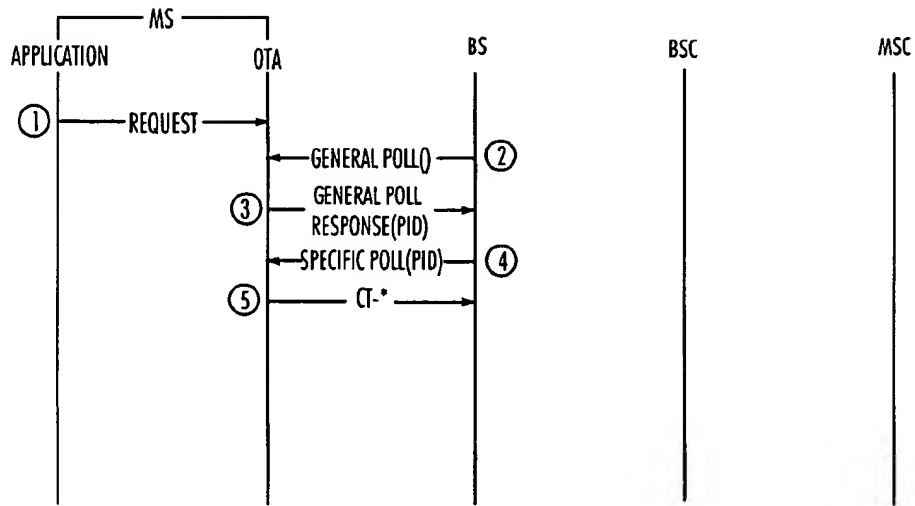 MS
APPLICATION OTA BS BSC MSC
1 REQUEST
GENERAL POLL() 2
3 GENERAL POLL
RESPONSE(PID)
SPECIFIC POLL(PID) 4
5 CT-*